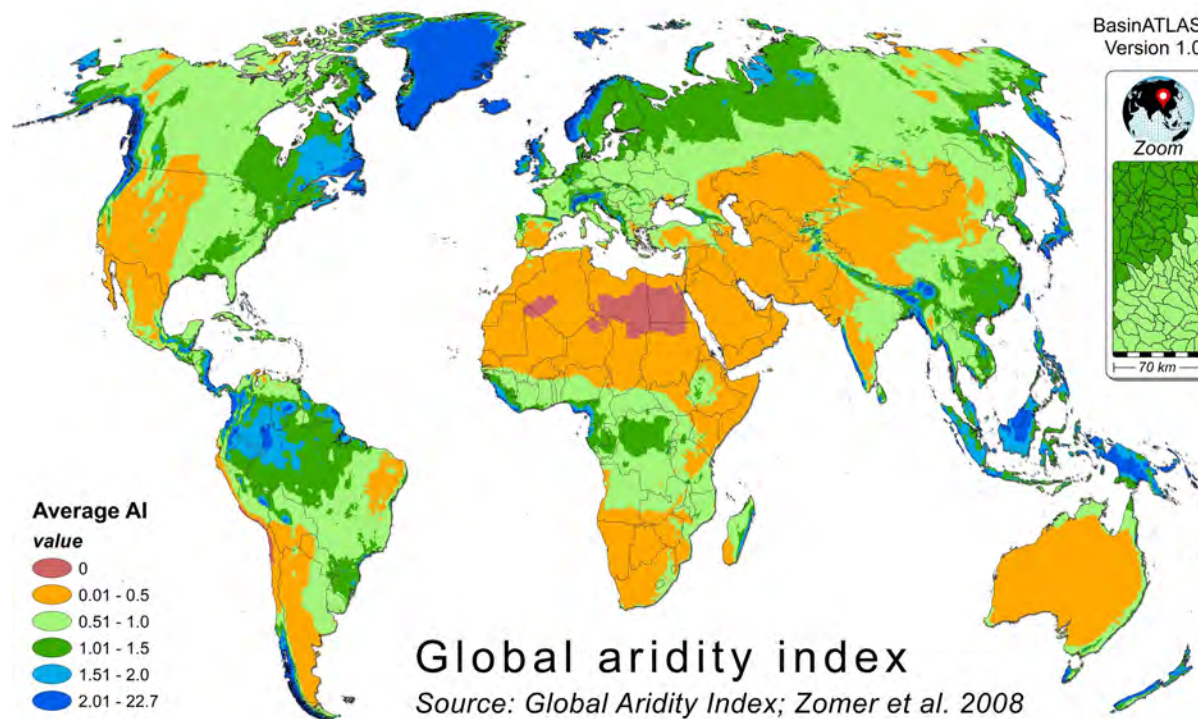 BasinATLAS
Version 1.0
Zoom
70 km
Average AI
value
0
0.01 - 0.5
0.51 - 1.0
1.01 - 1.5
1.51 - 2.0
2.01 - 22.7
Global aridity index
Source: Global Aridity Index; Zomer et al. 2008